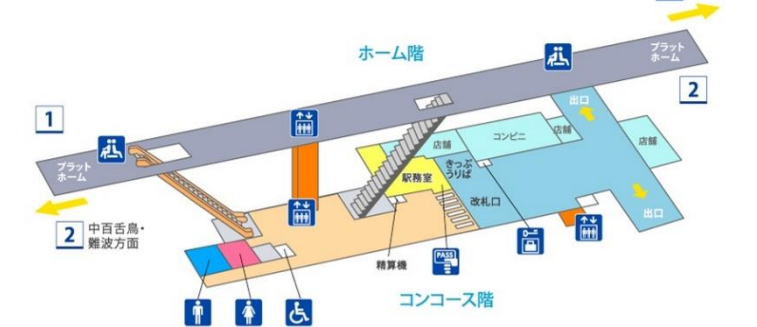 ホーム階
プラット
ホーム
2
1
プラット
ホーム
2
中百舌鳥・
難波方面
出口
コンビニ
店舗
店舗
店舗
きっぷ
うりば
駅務室
改札口
出口
精算機
PASS
コンコース階